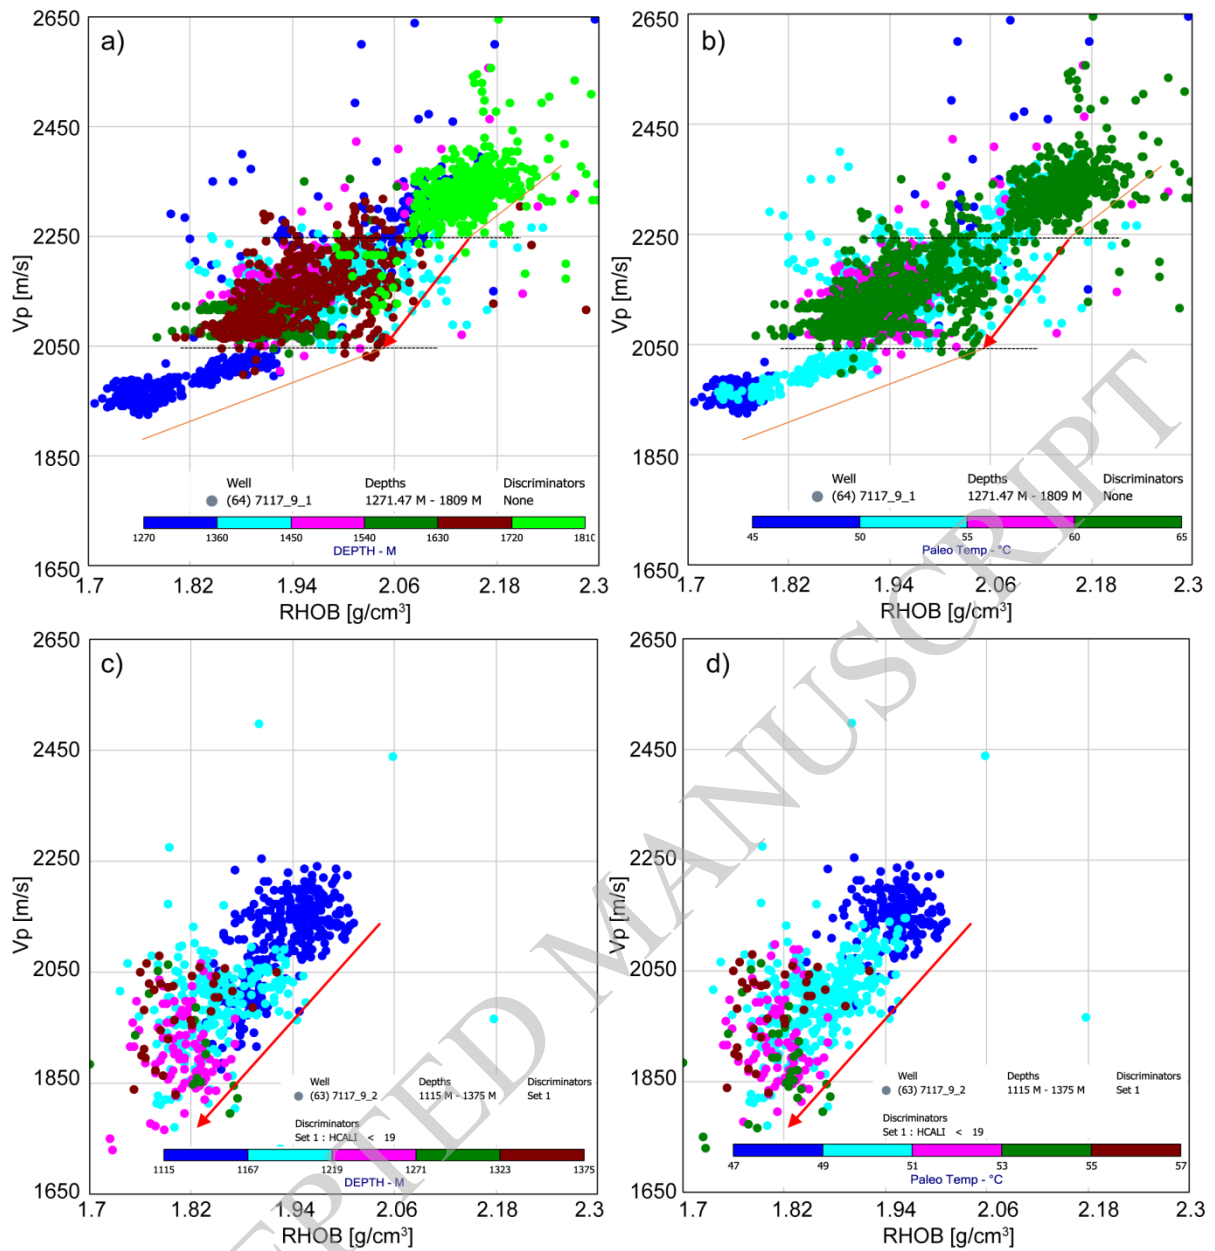 a)
2650
2450
2250
2050
1850
1650
Vp [m/s]
Well Depths Discriminators
(64) 7117_9_1 1271.47 M - 1809 M None
1270 1360 1450 1540 1630 1720 1810
DEPTH - M
1.7 1.82 1.94 2.06 2.18 2.3
RHOB [g/cm³]
b)
2650
2450
2250
2050
1850
1650
Vp [m/s]
Well Depths Discriminators
(64) 7117_9_1 1271.47 M - 1809 M None
45 50 55 60 65
Paleo Temp - °C
1.7 1.82 1.94 2.06 2.18 2.3
RHOB [g/cm³]
c)
2650
2450
2250
2050
1850
1650
Vp [m/s]
Well Depths Discriminators
(63) 7117_9_2 1115 M - 1375 M Set 1
Discriminators
Set 1 : HCALI < 19
1115 1167 1219 1271 1323 1375
DEPTH - M
1.7 1.82 1.94 2.06 2.18 2.3
RHOB [g/cm³]
d)
2650
2450
2250
2050
1850
1650
Vp [m/s]
Well Depths Discriminators
(63) 7117_9_2 1115 M - 1375 M Set 1
Discriminators
Set 1 : HCALI < 19
47 49 51 53 55 57
Paleo Temp - °C
1.7 1.82 1.94 2.06 2.18 2.3
RHOB [g/cm³]
EPTED MANUSCRIPT